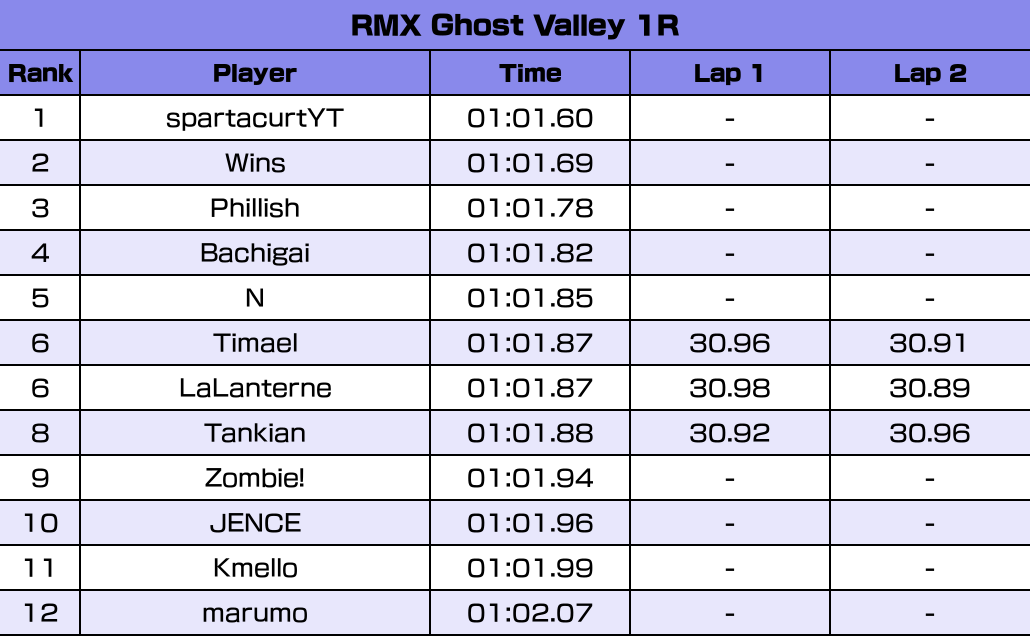 RMX Ghost Valley 1R
Rank Player Time Lap 1 Lap 2
1 spartacurtYT 01:01.60 - -
2 Wins 01:01.69 - -
3 Phillish 01:01.78 - -
4 Bachigai 01:01.82 - -
5 N 01:01.85 - -
6 Timael 01:01.87 30.96 30.91
6 LaLanterne 01:01.87 30.98 30.89
8 Tankian 01:01.88 30.92 30.96
9 Zombie! 01:01.94 - -
10 JENCE 01:01.96 - -
11 Kmello 01:01.99 - -
12 marumo 01:02.07 - -